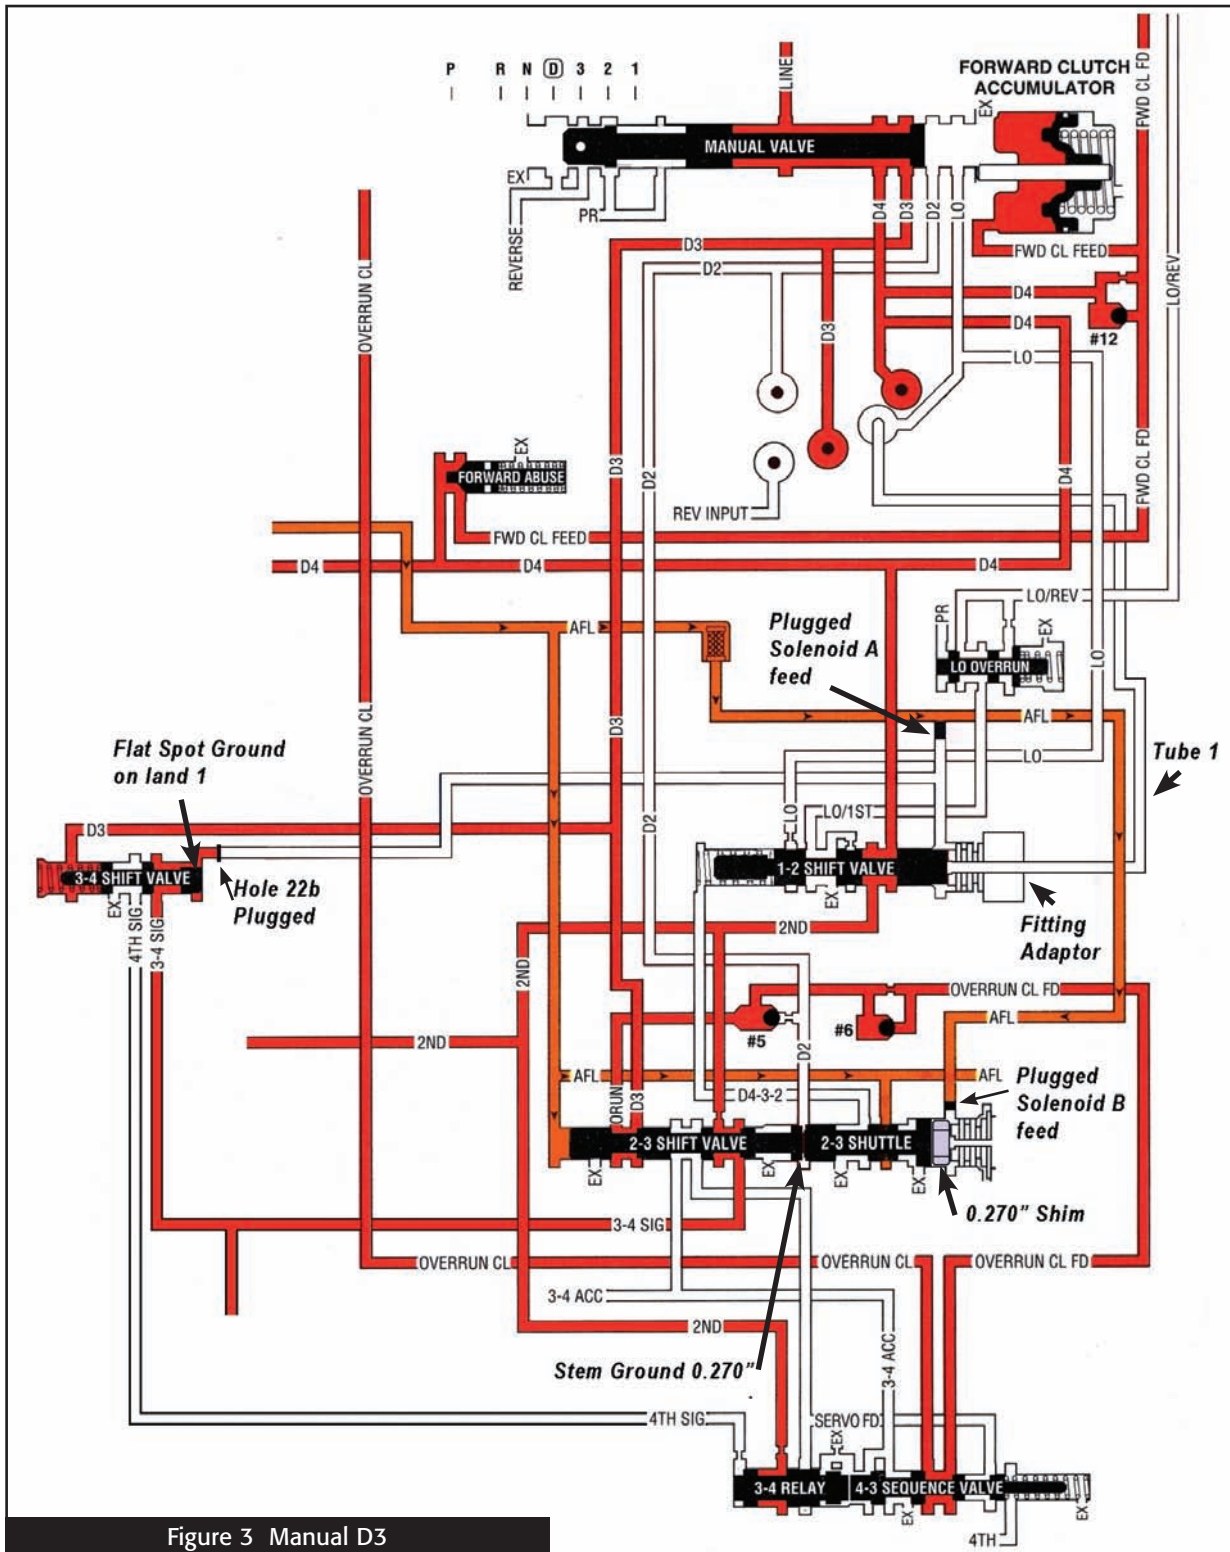 P R N D 3 2 1
LINE
FORWARD CLUTCH
ACCUMULATOR
FWD CL FD
EX
MANUAL VALVE
EX
REVERSE
PR
D4
D3
D2
LO
D3
D2
FWD CL FEED
LO/REV
OVERRUN CL
D4
D4
#12
D3
LO
EX
FORWARD ABUSE
D3
D2
D4
FWD CL FD
REV INPUT
FWD CL FEED
D4
D4
D4
LO/REV
AFL
Plugged
Solenoid A
feed
PR
EX
LO OVERRUN
LO
AFL
D3
Flat Spot Ground
on land 1
OVERRUN CL
LO
Tube 1
D3
D2
LO
LO/1ST
3-4 SHIFT VALVE
1-2 SHIFT VALVE
EX
Hole 22b
Plugged
EX
Fitting
Adaptor
4TH SIG
3-4 SIG
2ND
2ND
OVERRUN CL FD
AFL
#5
#6
2ND
D2
AFL
AFL
Plugged
Solenoid B
feed
ORUN
D3
D4-3-2
2-3 SHIFT VALVE
2-3 SHUTTLE
EX
EX
EX
EX
0.270" Shim
3-4 SIG
OVERRUN CL
OVERRUN CL
OVERRUN CL FD
3-4 ACC
2ND
3-4 ACC
Stem Ground 0.270"
4TH SIG
SERVO FD
EX
3-4 RELAY
4-3 SEQUENCE VALVE
EX
EX
4TH
Figure 3 Manual D3